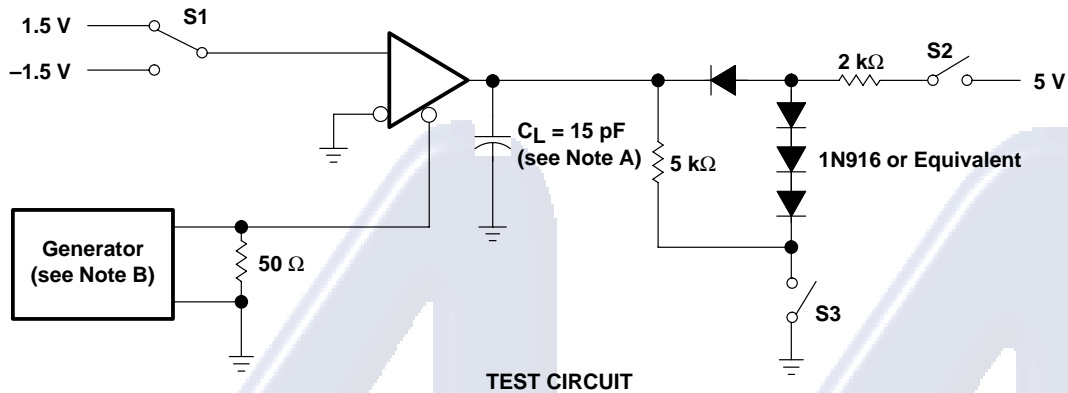 1.5 V
S1
–1.5 V
2 kΩ
S2
5 V
CL = 15 pF
(see Note A)
5 kΩ
1N916 or Equivalent
Generator
(see Note B)
50 Ω
S3
TEST CIRCUIT